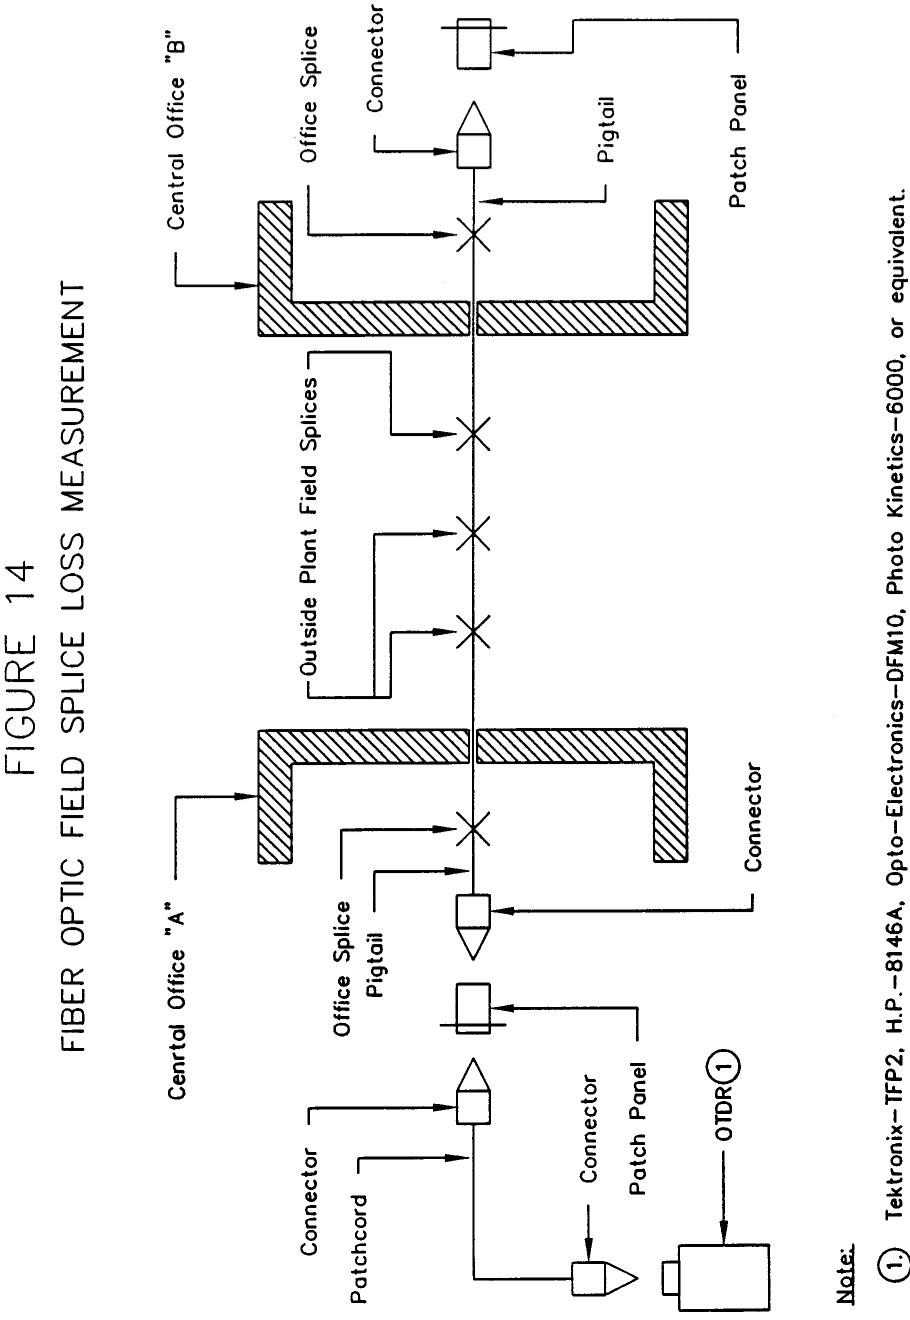 FIGURE 14
FIBER OPTIC FIELD SPLICE LOSS MEASUREMENT
Cenrtal Office "A"
Central Office "B"
Connector
Patchcord
Office Splice
Pigtail
Outside Plant Field Splices
Office Splice
Connector
Connector
Patch Panel
OTDR 1
Connector
Pigtail
Patch Panel
Note:
1. Tektronix-TFP2, H.P.-8146A, Opto-Electronics-DFM10, Photo Kinetics-6000, or equivalent.